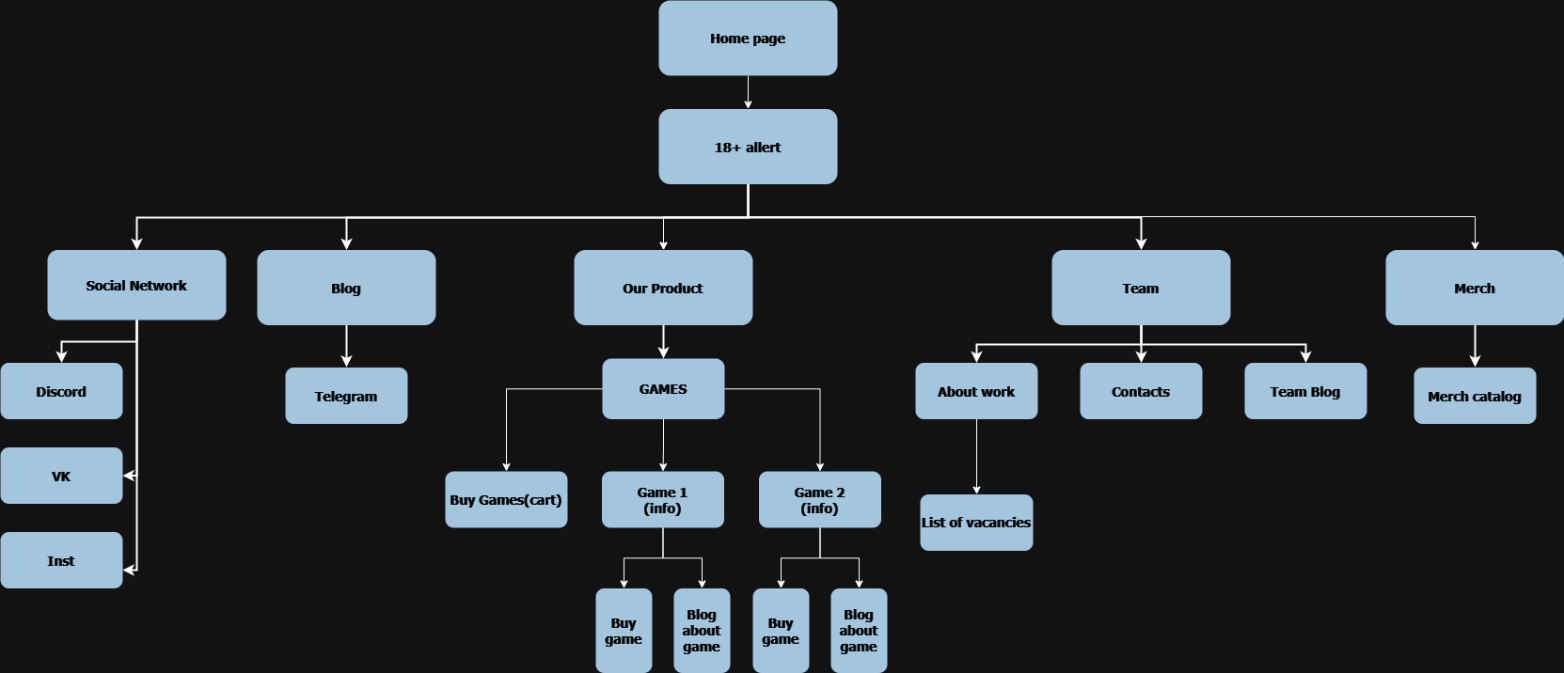 Home page
18+ allert
Social Network
Blog
Our Product
Team
Merch
Discord
Telegram
GAMES
About work
Contacts
Team Blog
Merch catalog
VK
Buy Games(cart)
Game 1
(info)
Game 2
(info)
List of vacancies
Inst
Buy
game
Blog
about
game
Buy
game
Blog
about
game